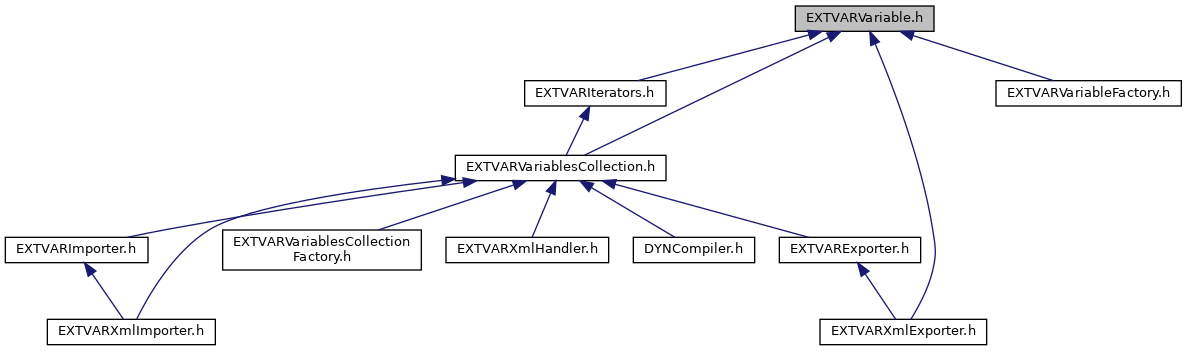 EXTVARVariable.h
EXTVARIterators.h
EXTVARVariableFactory.h
EXTVARVariablesCollection.h
EXTVARImporter.h
EXTVARVariablesCollection
Factory.h
EXTVARXmlHandler.h
DYNCompiler.h
EXTVARExporter.h
EXTVARXmlImporter.h
EXTVARXmlExporter.h